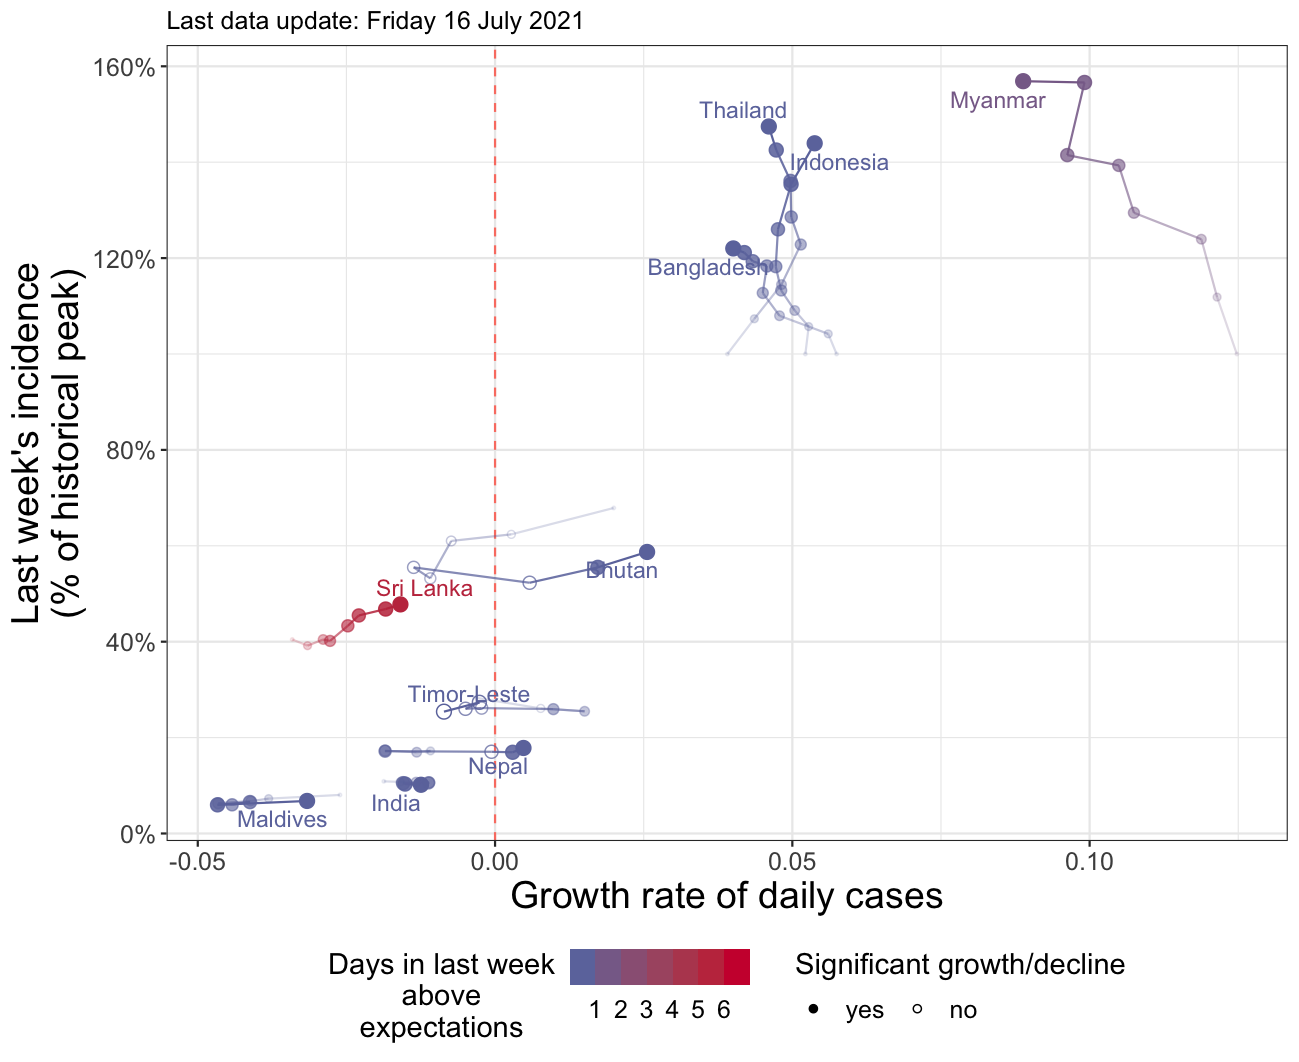 Last data update: Friday 16 July 2021
160%
120%
80%
40%
0%
Last week's incidence
(% of historical peak)
Myanmar
Thailand
Indonesia
Bangladesh
Bhutan
Sri Lanka
Timor-Leste
Nepal
India
Maldives
-0.05
0.00
0.05
0.10
Growth rate of daily cases
Days in last week
above
expectations
1 2 3 4 5 6
Significant growth/decline
yes no